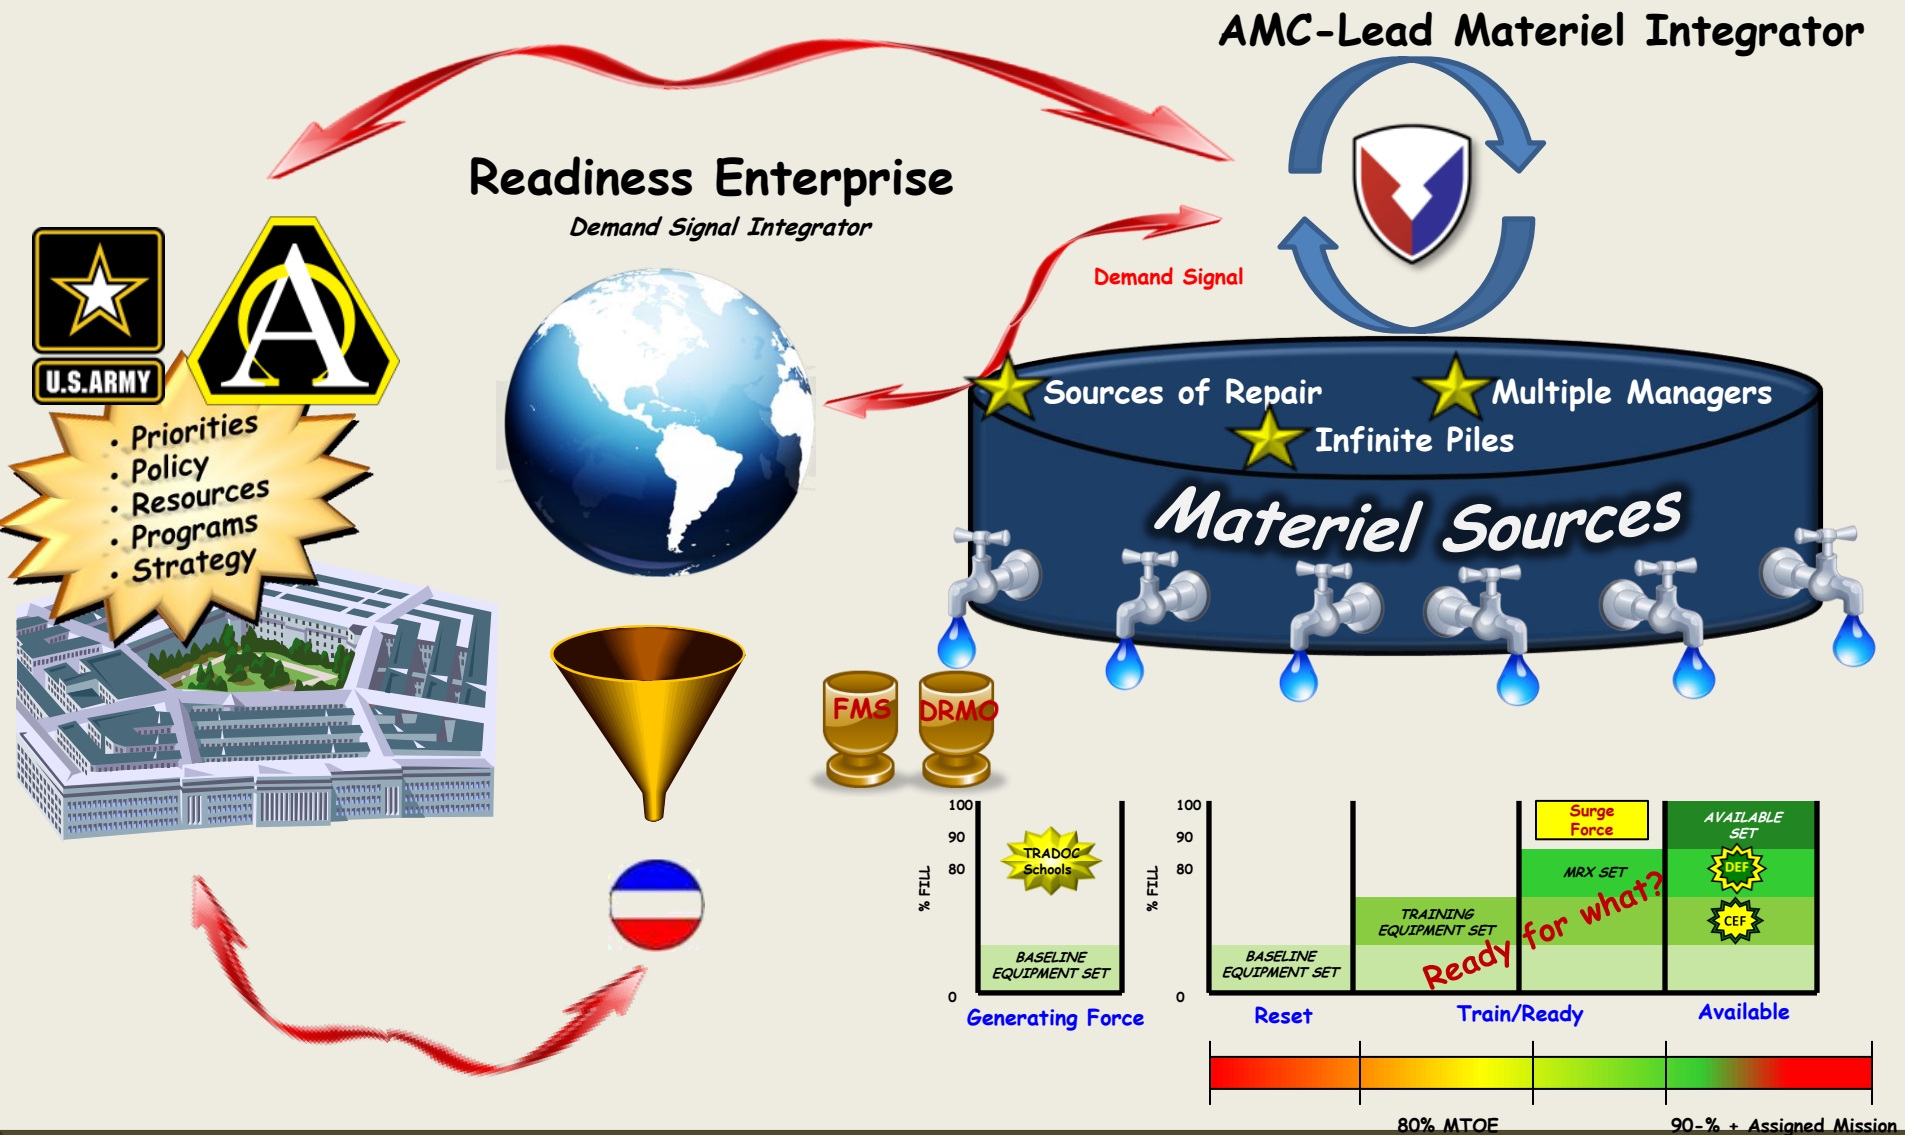 AMC-Lead Materiel Integrator
Readiness Enterprise
Demand Signal Integrator
Demand Signal
U.S.ARMY
A
• Priorities
• Policy
• Resources
• Programs
• Strategy
Sources of Repair
Multiple Managers
Infinite Piles
Materiel Sources
FMS
DRMO
100
90
80
0
% FILL
TRADOC
Schools
BASELINE
EQUIPMENT SET
Generating Force
100
90
80
0
% FILL
BASELINE
EQUIPMENT SET
TRAINING
EQUIPMENT SET
Surge
Force
MRX SET
AVAILABLE
SET
DEF
CEF
Ready for what?
Reset
Train/Ready
Available
80% MTOE
90-% + Assigned Mission